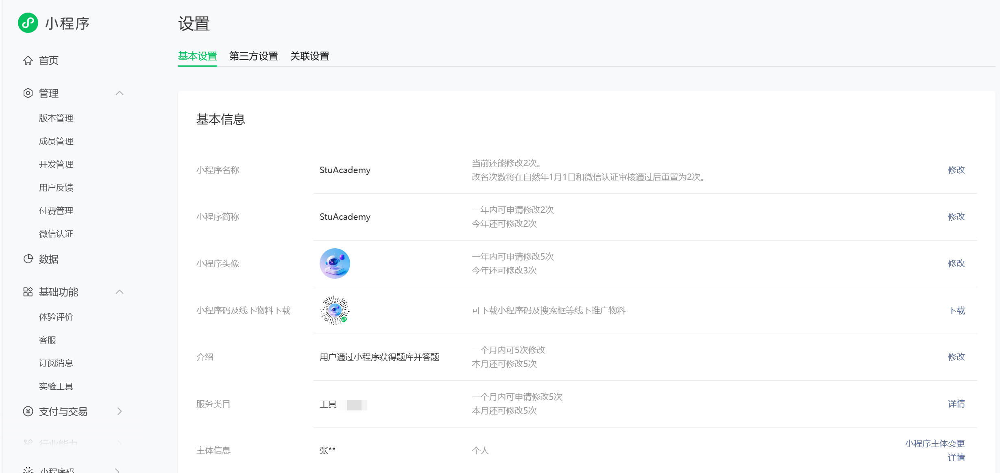 小程序
首页
管理
版本管理
成员管理
开发管理
用户反馈
付费管理
微信认证
数据
基础功能
体验评价
客服
订阅消息
实验工具
支付与交易
行业能力
小程序码
设置
基本设置 第三方设置 关联设置
基本信息
小程序名称 StuAcademy 当前还能修改2次。 修改
改名次数将在自然年1月1日和微信认证审核通过后重置为2次。
小程序简称 StuAcademy 一年内可申请修改2次 修改
今年还可修改2次
小程序头像 一年内可申请修改5次 修改
今年还可修改3次
小程序码及线下物料下载 可下载小程序码及搜索框等线下推广物料 下载
介绍 用户通过小程序获得题库并答题 一个月内可5次修改 修改
本月还可修改5次
服务类目 工具 一个月内可申请修改5次 详情
本月还可修改5次
主体信息 张** 个人 小程序主体变更
详情